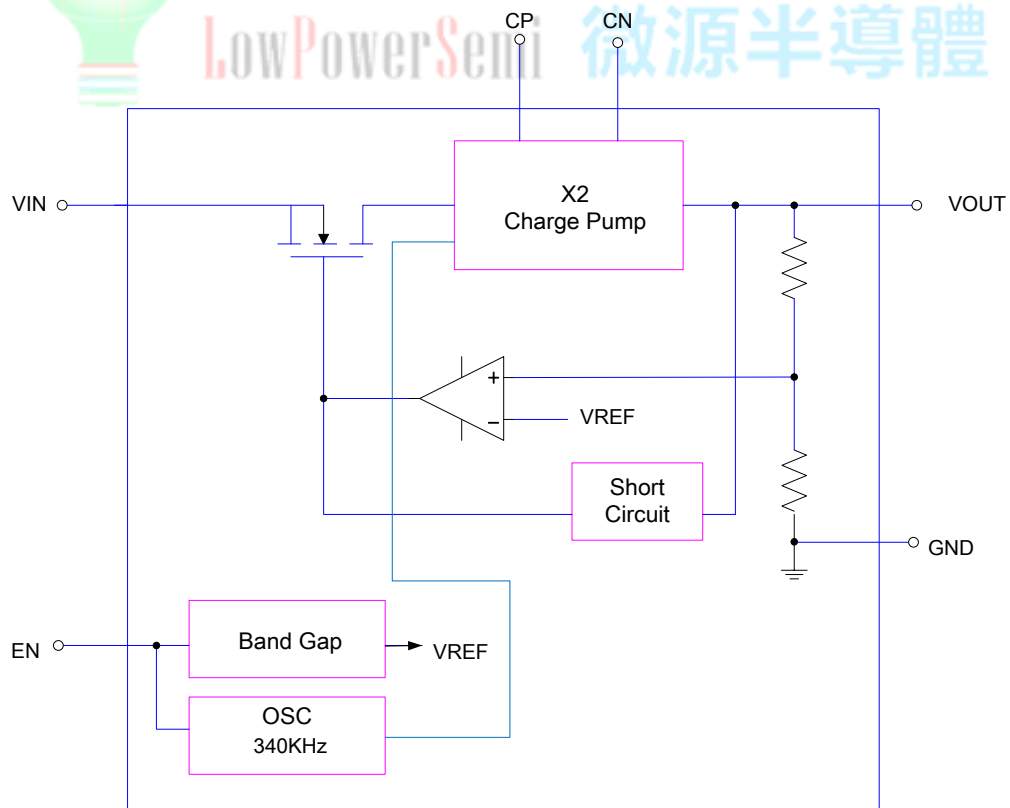 CP
CN
LowPowerSemi 微源半導體
VIN
X2
Charge Pump
VOUT
+
−
VREF
Short
Circuit
GND
EN
Band Gap
VREF
OSC
340KHz